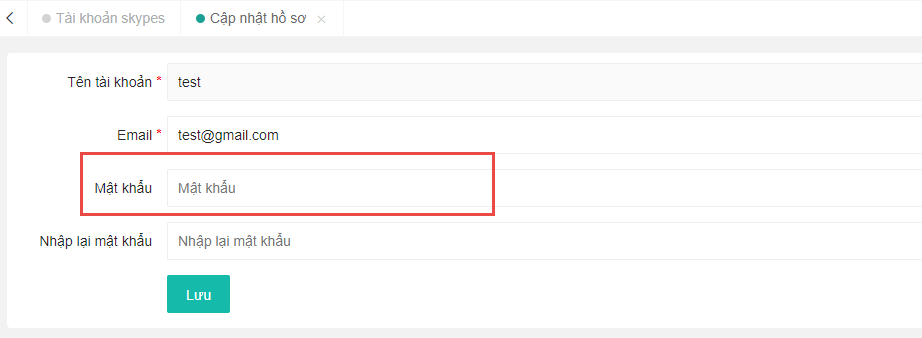 Tài khoản skypes Cập nhật hồ sơ
Tên tài khoản * test
Email * test@gmail.com
Mật khẩu Mật khẩu
Nhập lại mật khẩu Nhập lại mật khẩu
Lưu